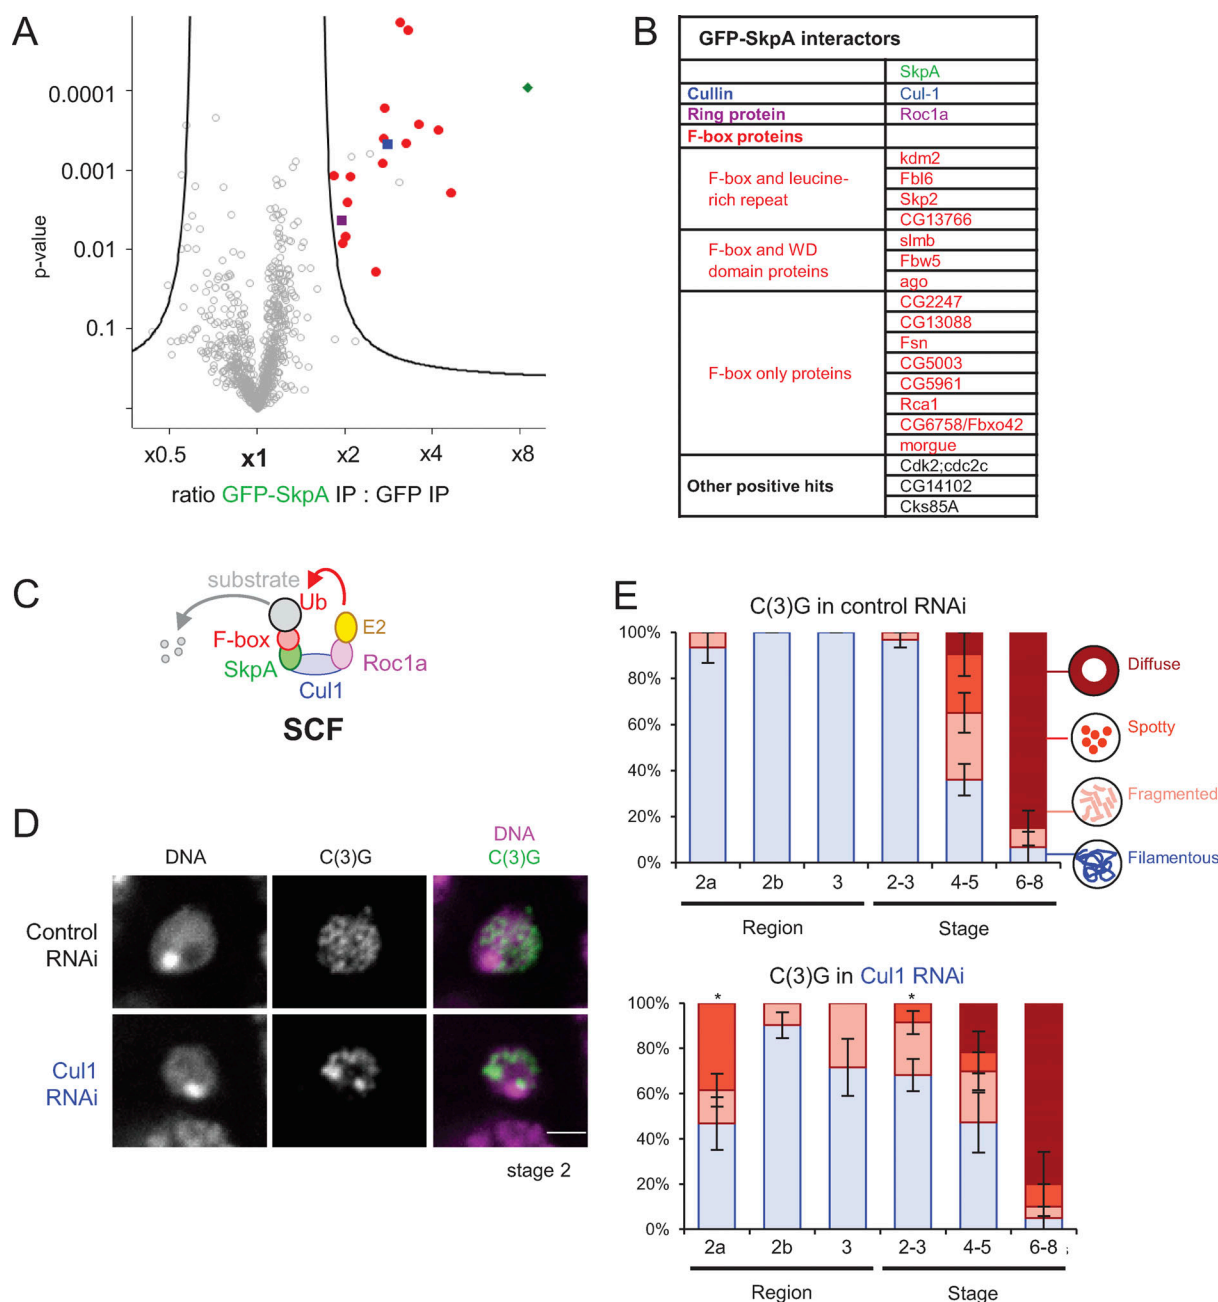 A
0.0001
0.001
0.01
0.1
p-value
x0.5
x1
x2
x4
x8
ratio GFP-SkpA IP : GFP IP
B
GFP-SkpA interactors
SkpA
Cullin Cul-1
Ring protein Roc1a
F-box proteins
F-box and leucine-
rich repeat
kdm2
Fbl6
Skp2
CG13766
F-box and WD
domain proteins
slmb
Fbw5
ago
F-box only proteins
CG2247
CG13088
Fsn
CG5003
CG5961
Rca1
CG6758/Fbxo42
morgue
Other positive hits
Cdk2;cdc2c
CG14102
Cks85A
C
substrate
Ub
F-box
E2
SkpA
Roc1a
Cul1
SCF
D
DNA
C(3)G
DNA
C(3)G
Control
RNAi
Cul1
RNAi
stage 2
E
C(3)G in control RNAi
100%
80%
60%
40%
20%
0%
2a 2b 3 2-3 4-5 6-8
Region Stage
Diffuse
Spotty
Fragmented
Filamentous
C(3)G in Cul1 RNAi
* *
100%
80%
60%
40%
20%
0%
2a 2b 3 2-3 4-5 6-8
Region Stage